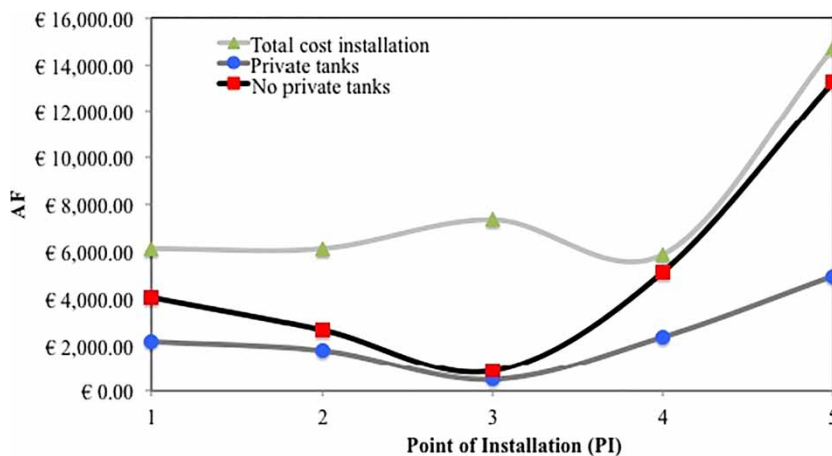 € 16,000.00
€ 14,000.00
€ 12,000.00
€ 10,000.00
€ 8,000.00
€ 6,000.00
€ 4,000.00
€ 2,000.00
€ 0.00
AF
Total cost installation
Private tanks
No private tanks
1 2 3 4 5
Point of Installation (PI)